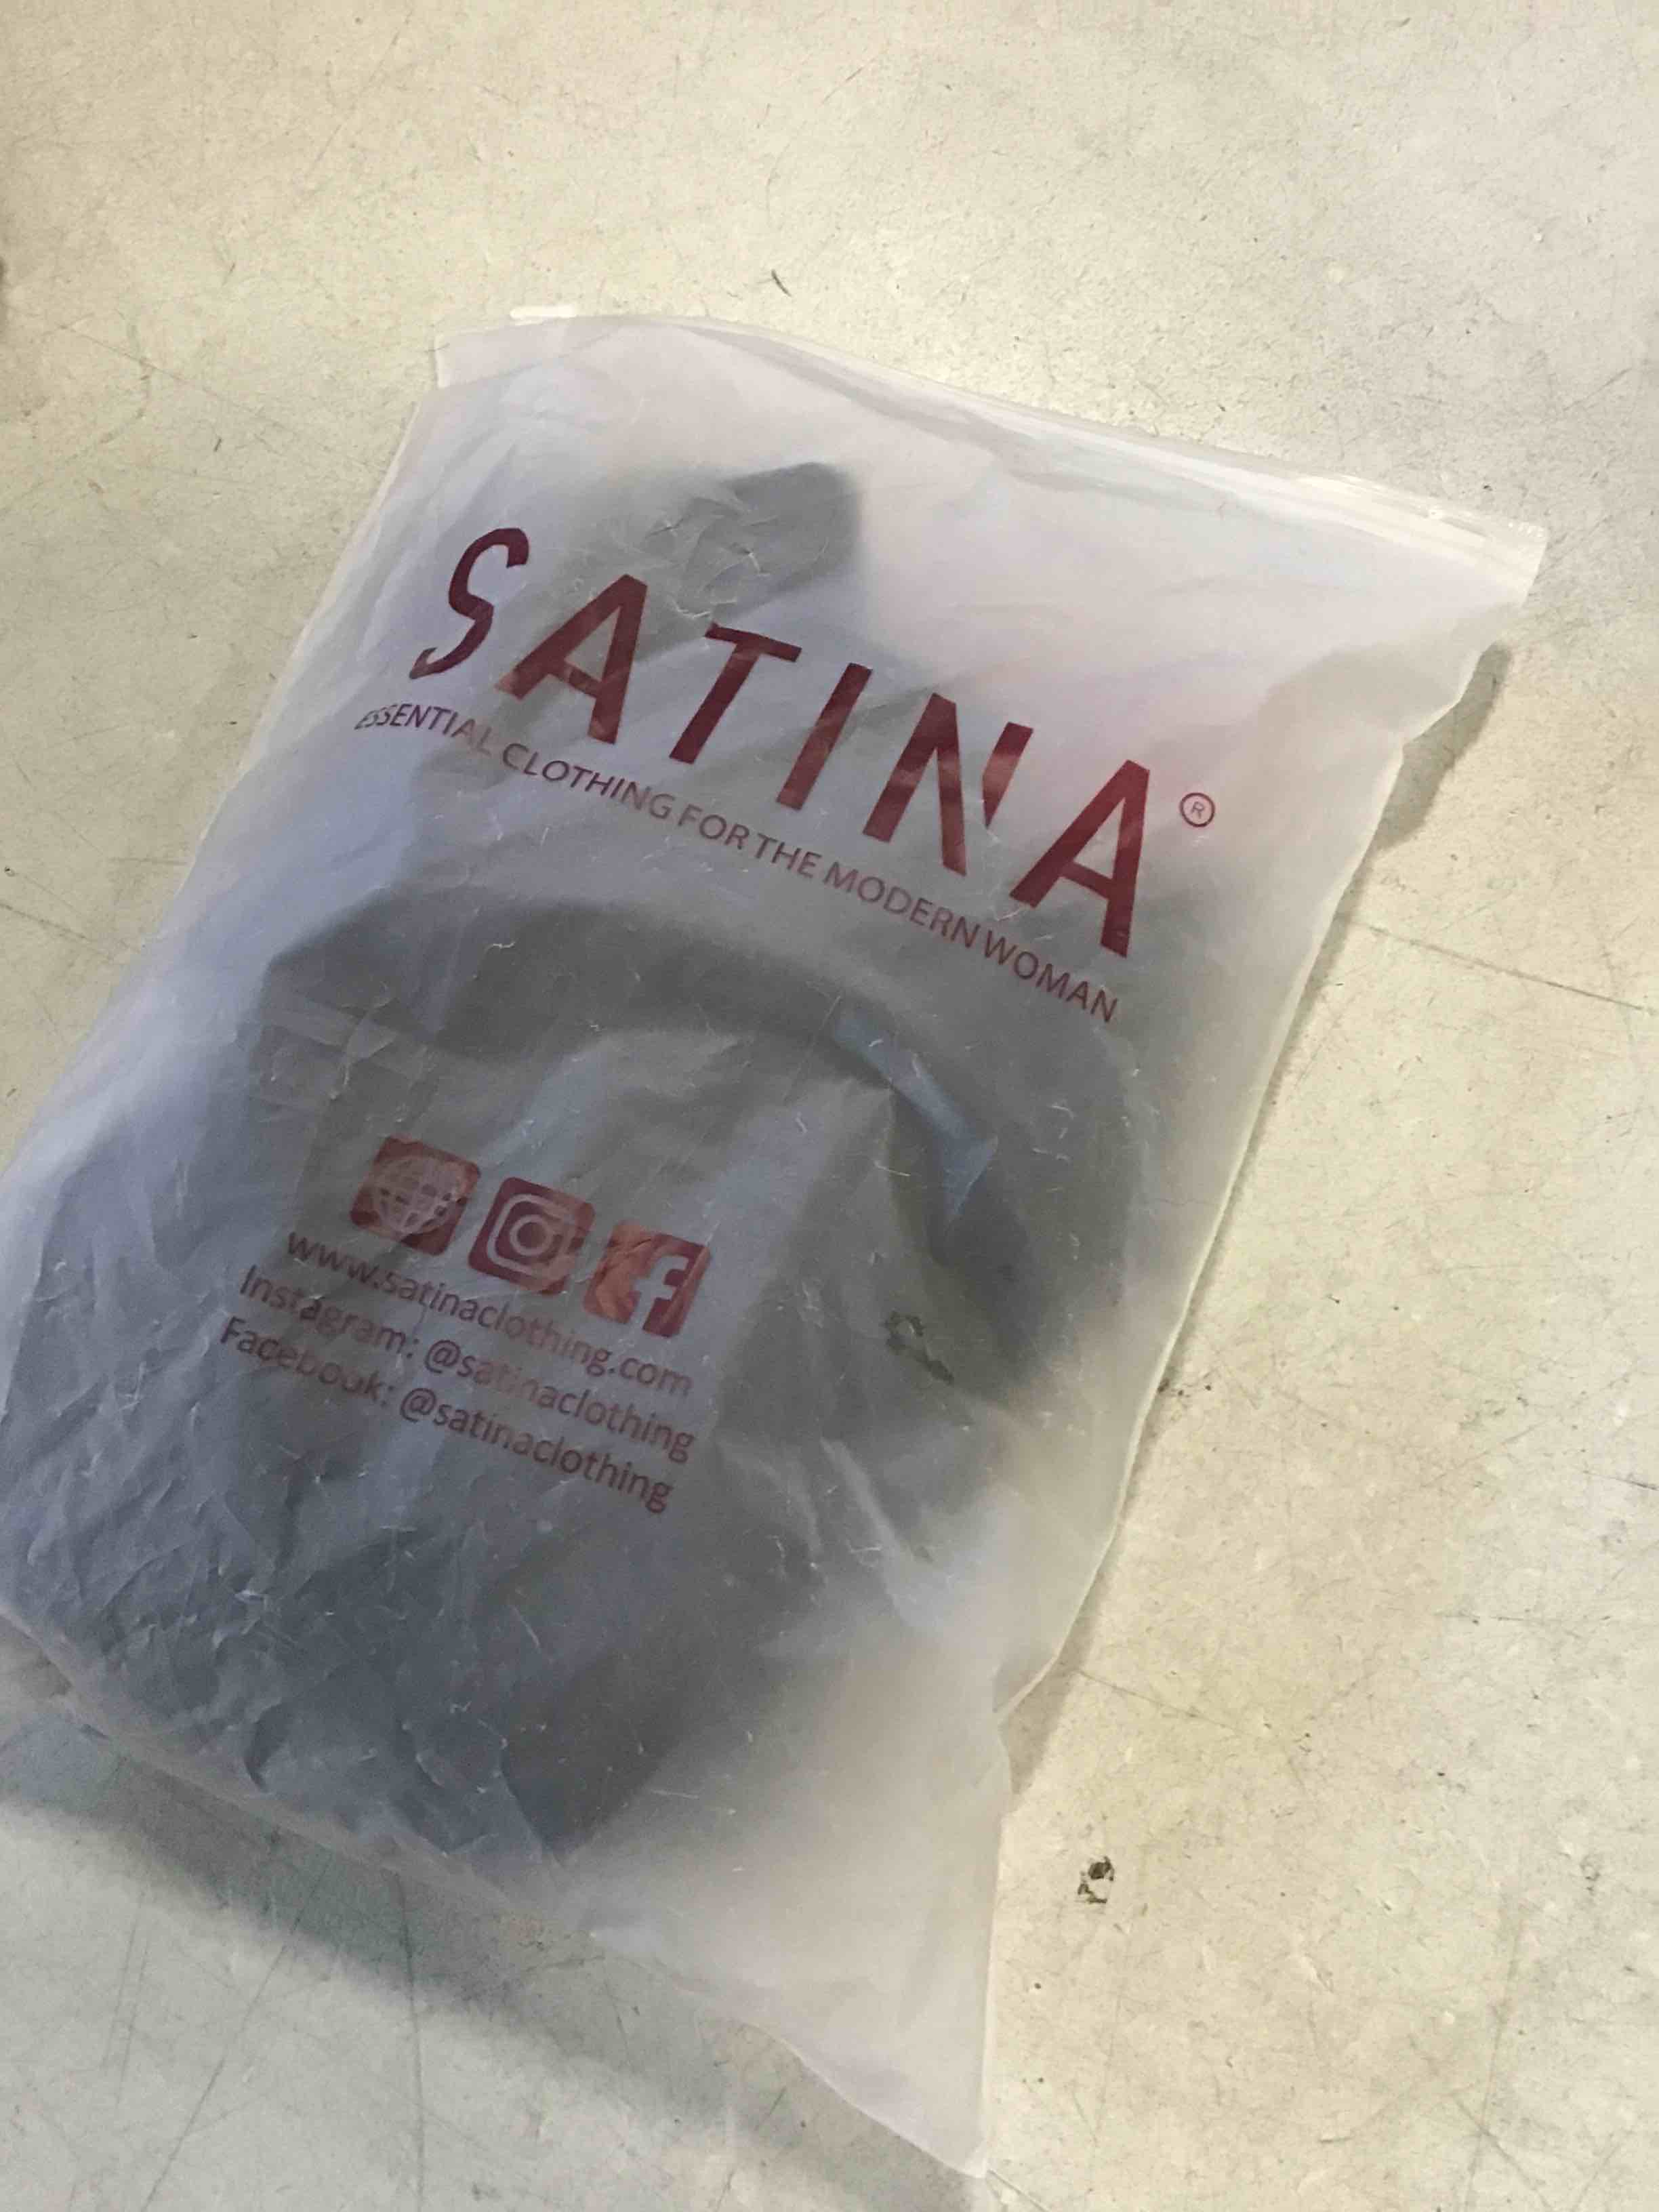 SATINA®
ESSENTIAL CLOTHING FOR THE MODERN WOMAN
www.satinaclothing.com
Instagram: @satinaclothing
Facebook: @satinaclothing